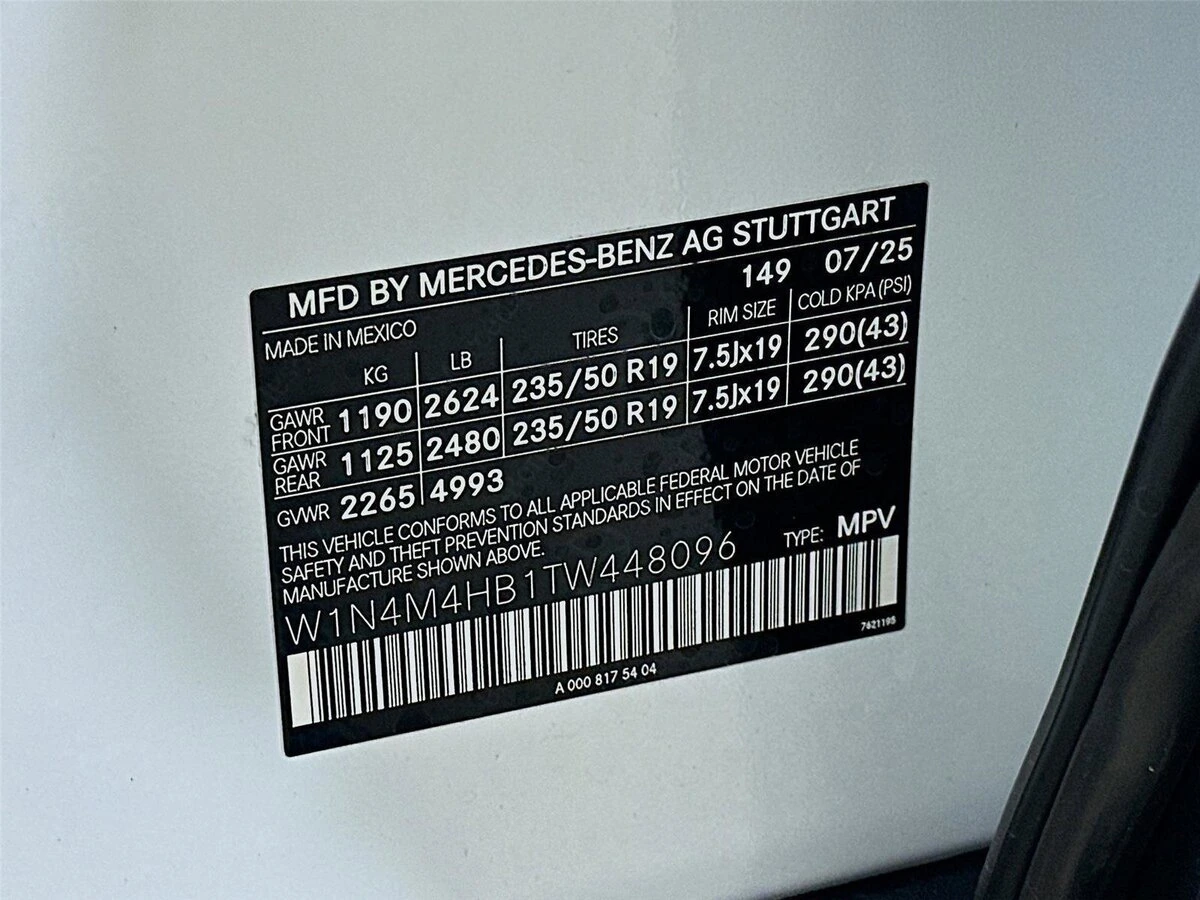 MFD BY MERCEDES-BENZ AG STUTTGART
MADE IN MEXICO 149 07/25
KG LB TIRES RIM SIZE COLD KPA (PSI)
GAWR FRONT 1190 2624 235/50 R19 7.5Jx19 290(43)
GAWR REAR 1125 2480 235/50 R19 7.5Jx19 290(43)
GVWR 2265 4993
THIS VEHICLE CONFORMS TO ALL APPLICABLE FEDERAL MOTOR VEHICLE
SAFETY AND THEFT PREVENTION STANDARDS IN EFFECT ON THE DATE OF
MANUFACTURE SHOWN ABOVE.
W1N4M4HB1TW448096 TYPE: MPV
A 000 817 54 04
7621195